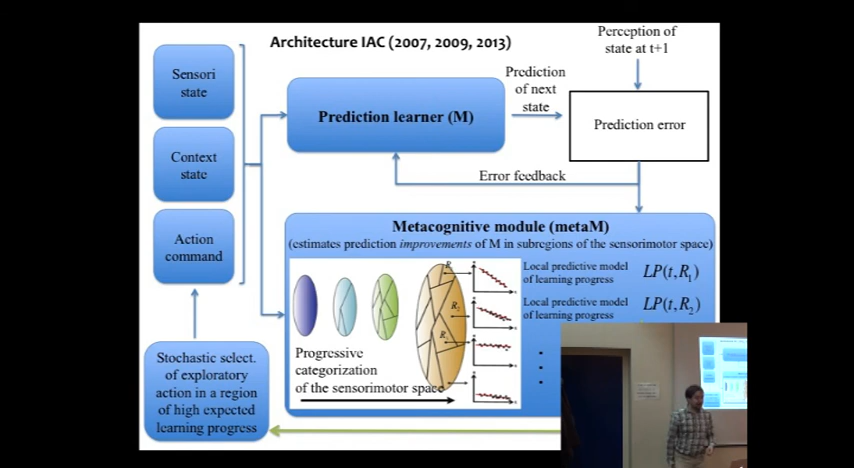 Architecture IAC (2007, 2009, 2013)
Perception of
state at t+1
Sensori
state
Prediction
of next
state
Prediction learner (M)
Prediction error
Context
state
Error feedback
Action
command
Metacognitive module (metaM)
(estimates prediction improvements of M in subregions of the sensorimotor space)
Local predictive model
of learning progress
LP(t,R1)
Local predictive model
of learning progress
LP(t,R2)
R2
Progressive
categorization
of the sensorimotor space
Stochastic select.
of exploratory
action in a region
of high expected
learning progress